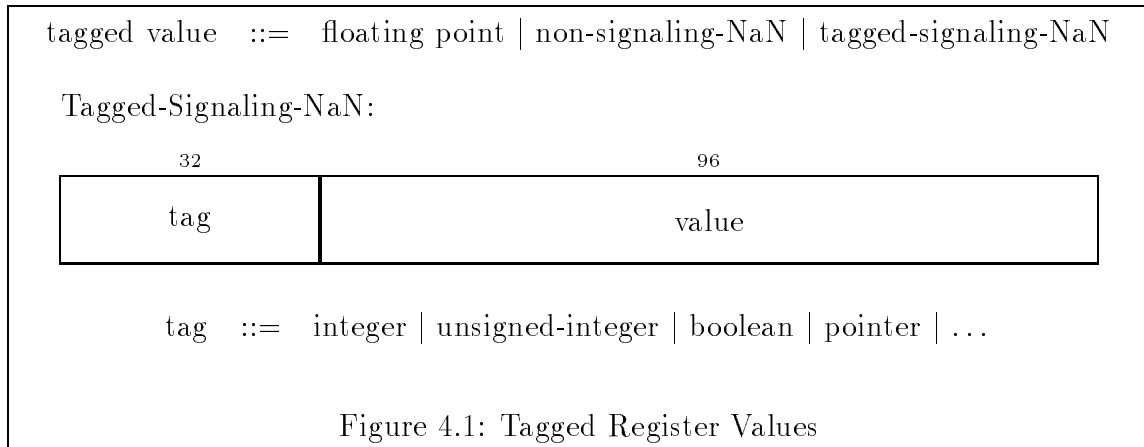 tagged value ::= floating point | non-signaling-NaN | tagged-signaling-NaN
Tagged-Signaling-NaN:
32 96
tag value
tag ::= integer | unsigned-integer | boolean | pointer | ...
Figure 4.1: Tagged Register Values